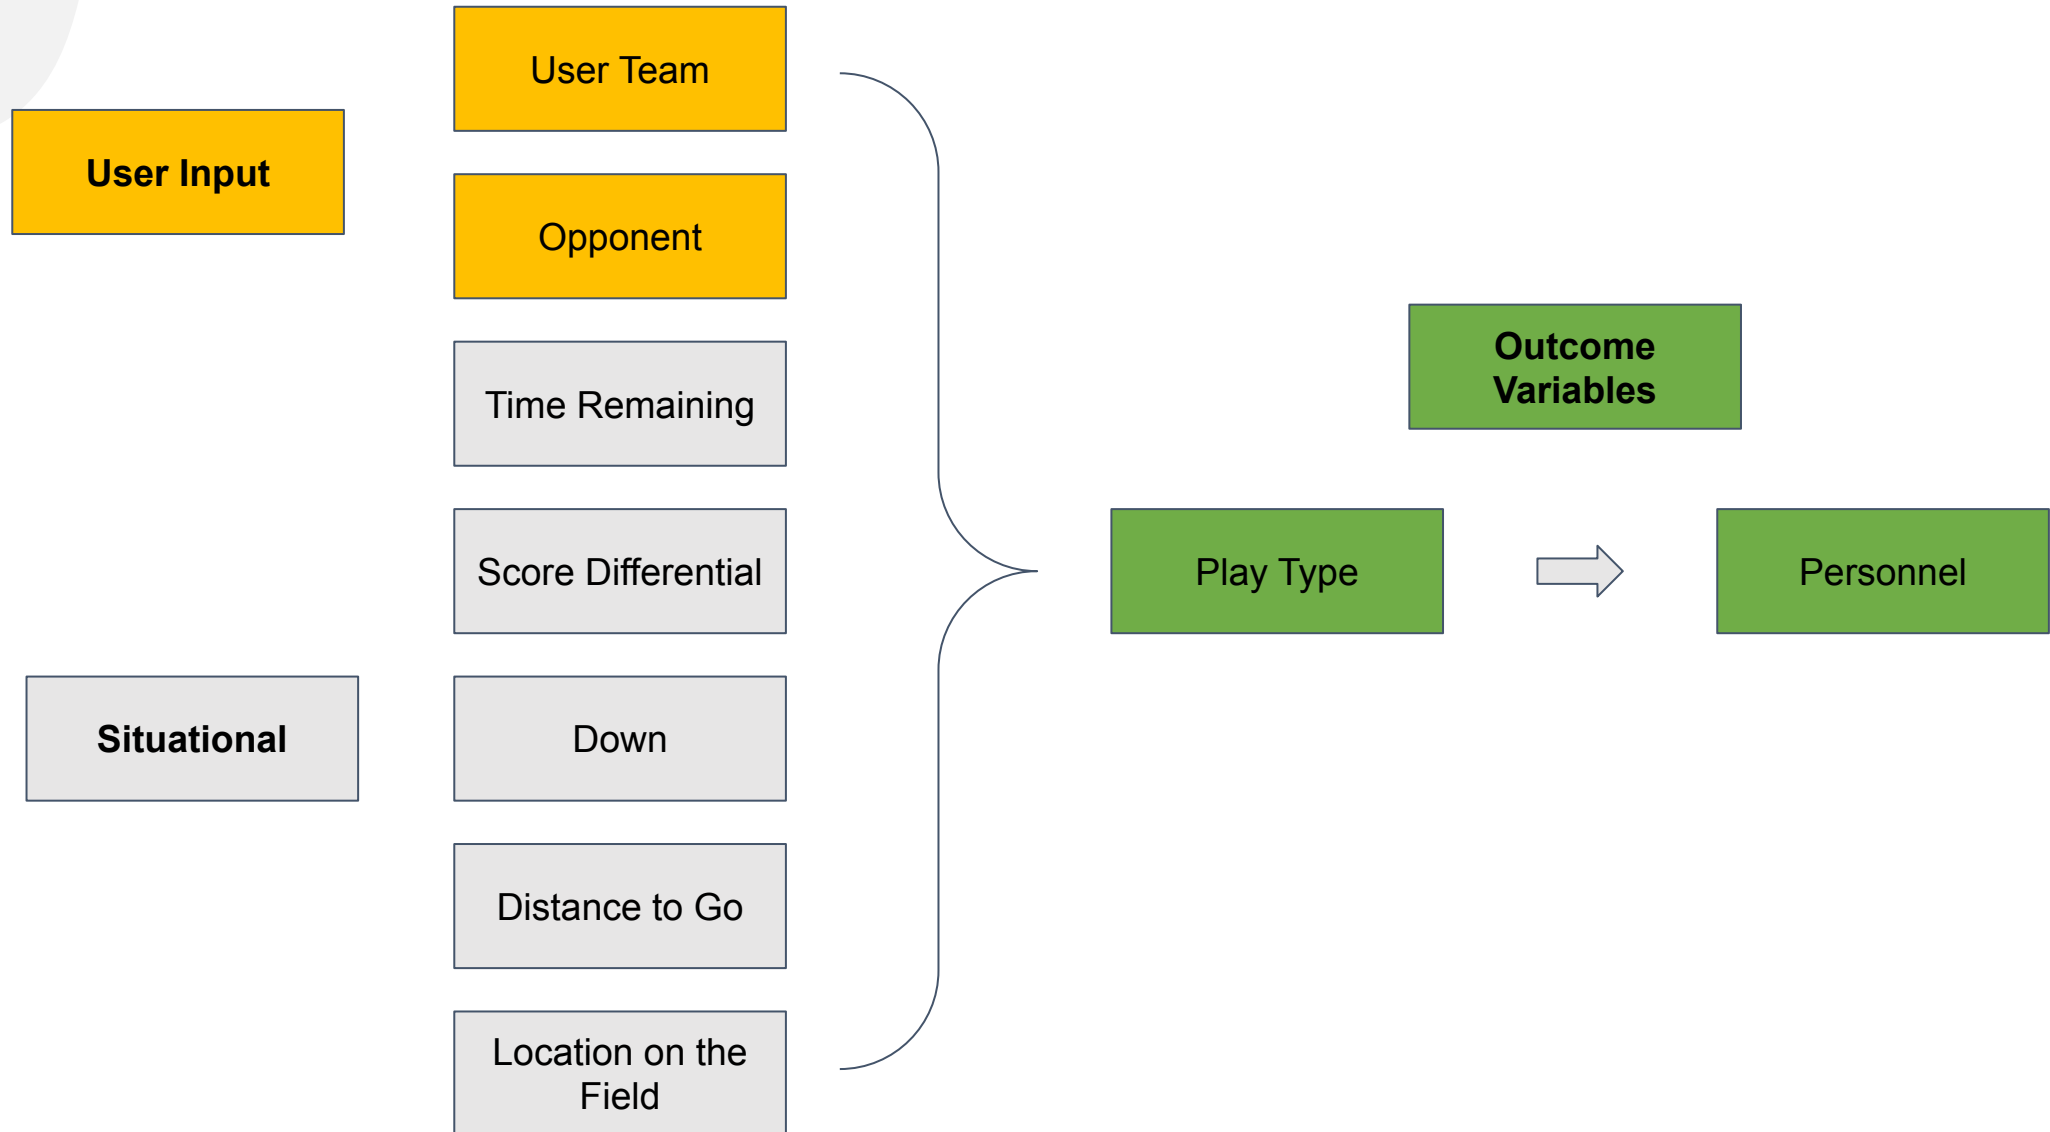 User Input
User Team
Opponent
Time Remaining
Score Differential
Situational
Down
Distance to Go
Location on the
Field
Outcome
Variables
Play Type
Personnel